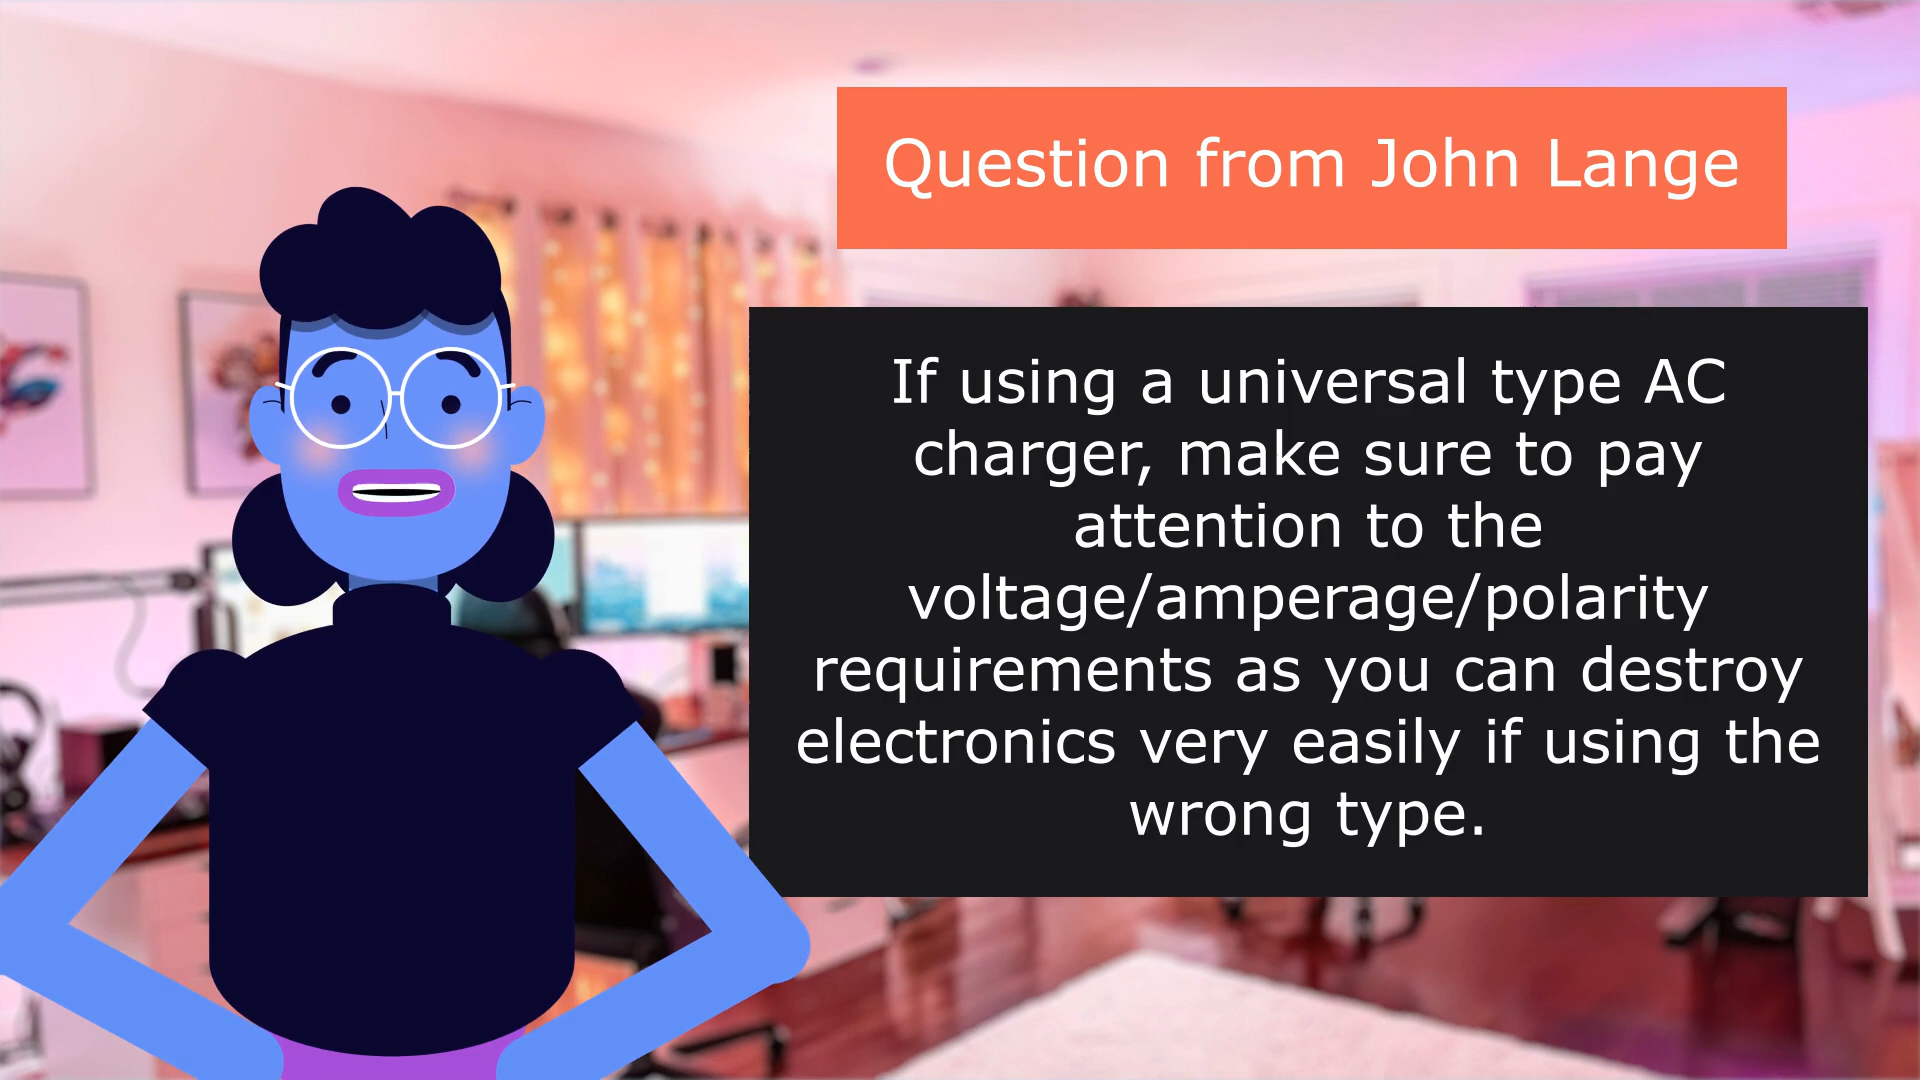 Question from John Lange
If using a universal type AC
charger, make sure to pay
attention to the
voltage/amperage/polarity
requirements as you can destroy
electronics very easily if using the
wrong type.